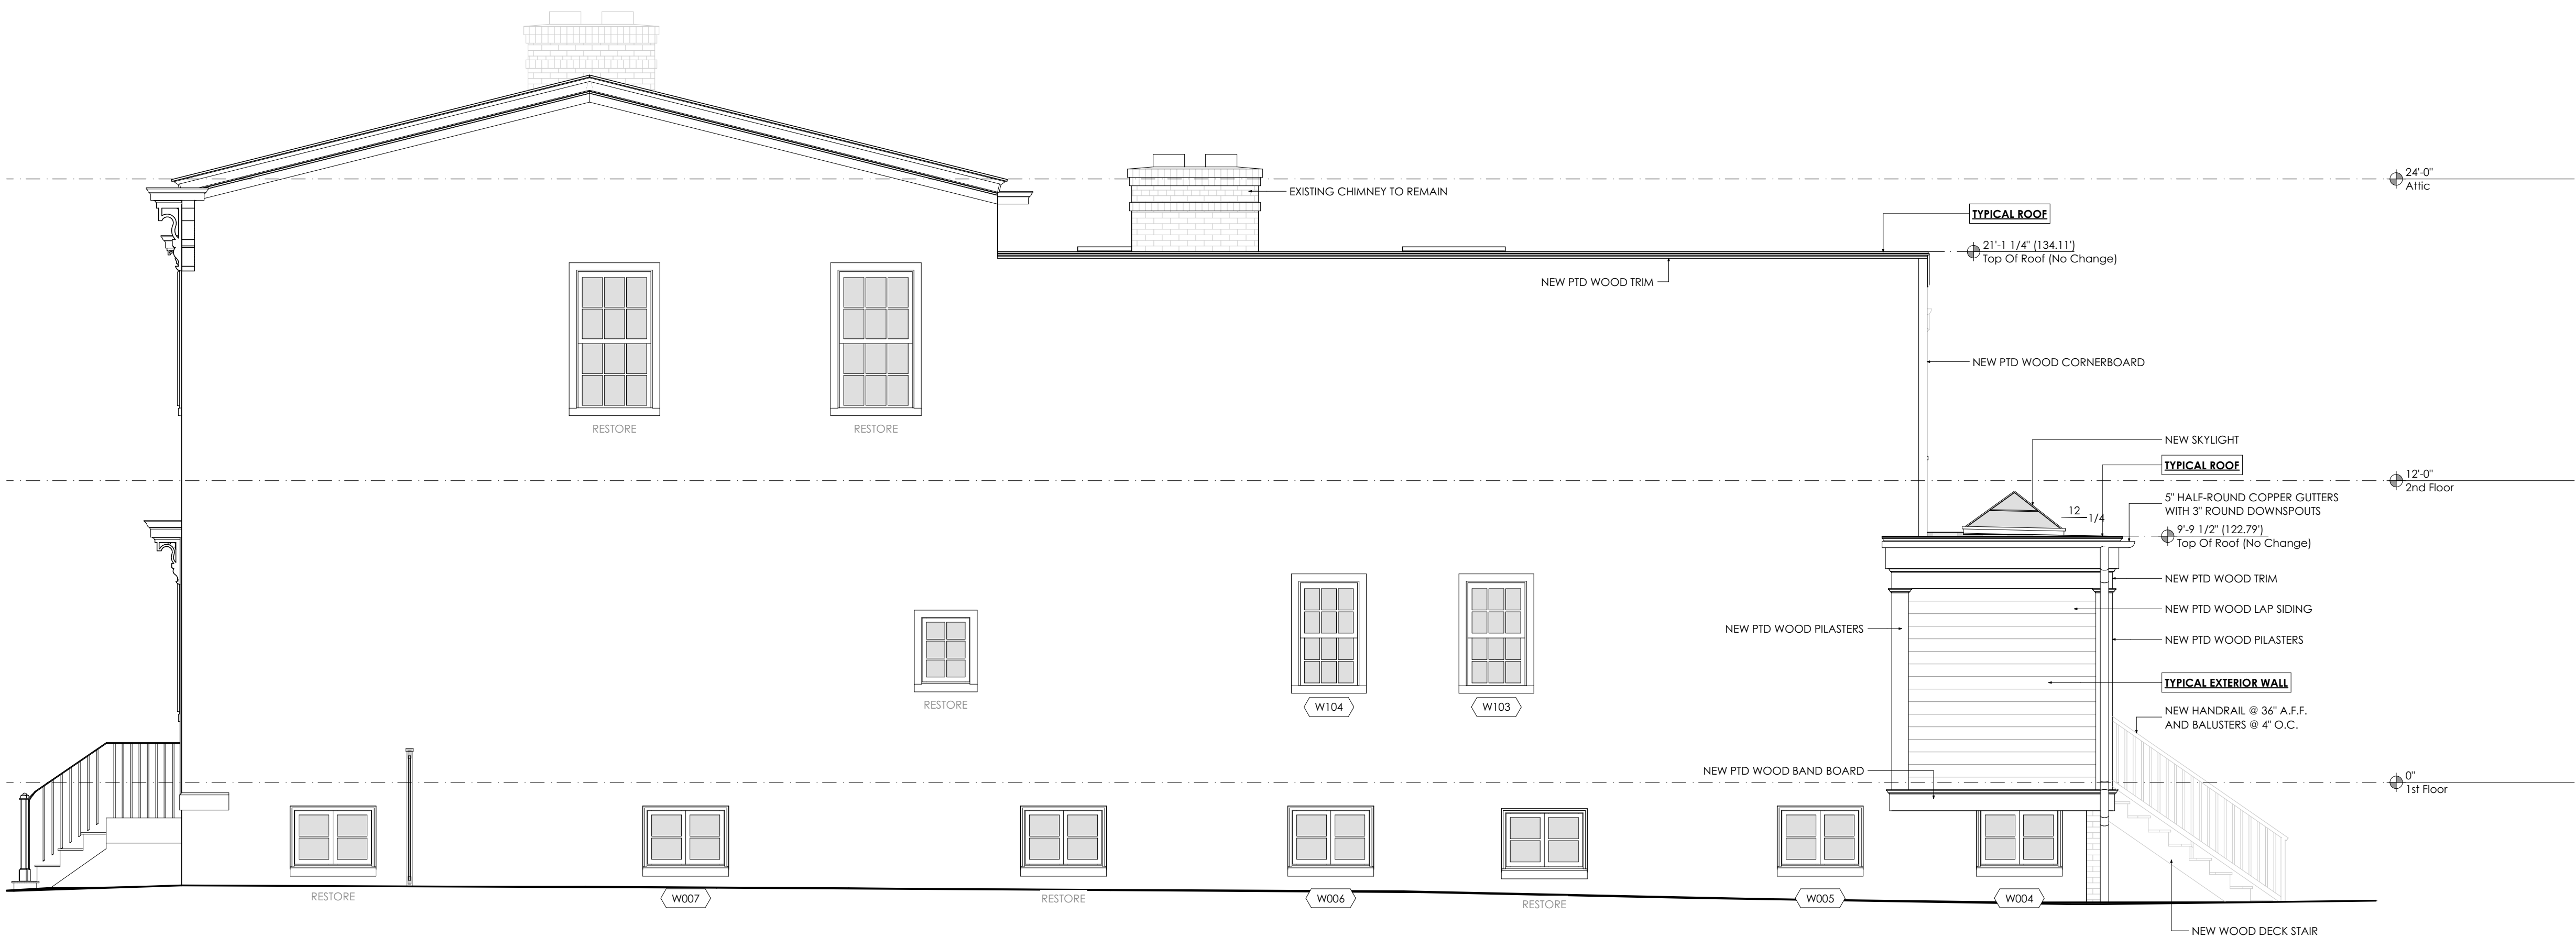 24'-0"
Attic
EXISTING CHIMNEY TO REMAIN
TYPICAL ROOF
21'-1 1/4" (134.11')
Top Of Roof (No Change)
NEW PTD WOOD TRIM
NEW PTD WOOD CORNERBOARD
RESTORE
RESTORE
NEW SKYLIGHT
TYPICAL ROOF
12'-0"
2nd Floor
5" HALF-ROUND COPPER GUTTERS
WITH 3" ROUND DOWNSPOUTS
12
1/4
9'-9 1/2" (122.79')
Top Of Roof (No Change)
NEW PTD WOOD TRIM
NEW PTD WOOD LAP SIDING
NEW PTD WOOD PILASTERS
NEW PTD WOOD PILASTERS
TYPICAL EXTERIOR WALL
RESTORE
W104
W103
NEW HANDRAIL @ 36" A.F.F.
AND BALUSTERS @ 4" O.C.
NEW PTD WOOD BAND BOARD
0"
1st Floor
RESTORE
W007
RESTORE
W006
RESTORE
W005
W004
NEW WOOD DECK STAIR